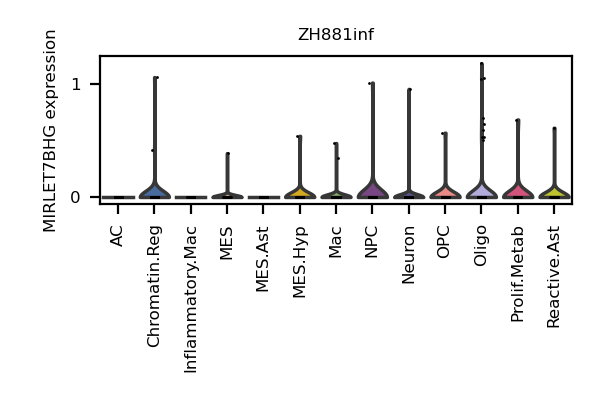 ZH881inf
MIRLET7BHG expression
1
0
AC
Chromatin.Reg
Inflammatory.Mac
MES
MES.Ast
MES.Hyp
Mac
NPC
Neuron
OPC
Oligo
Prolif.Metab
Reactive.Ast